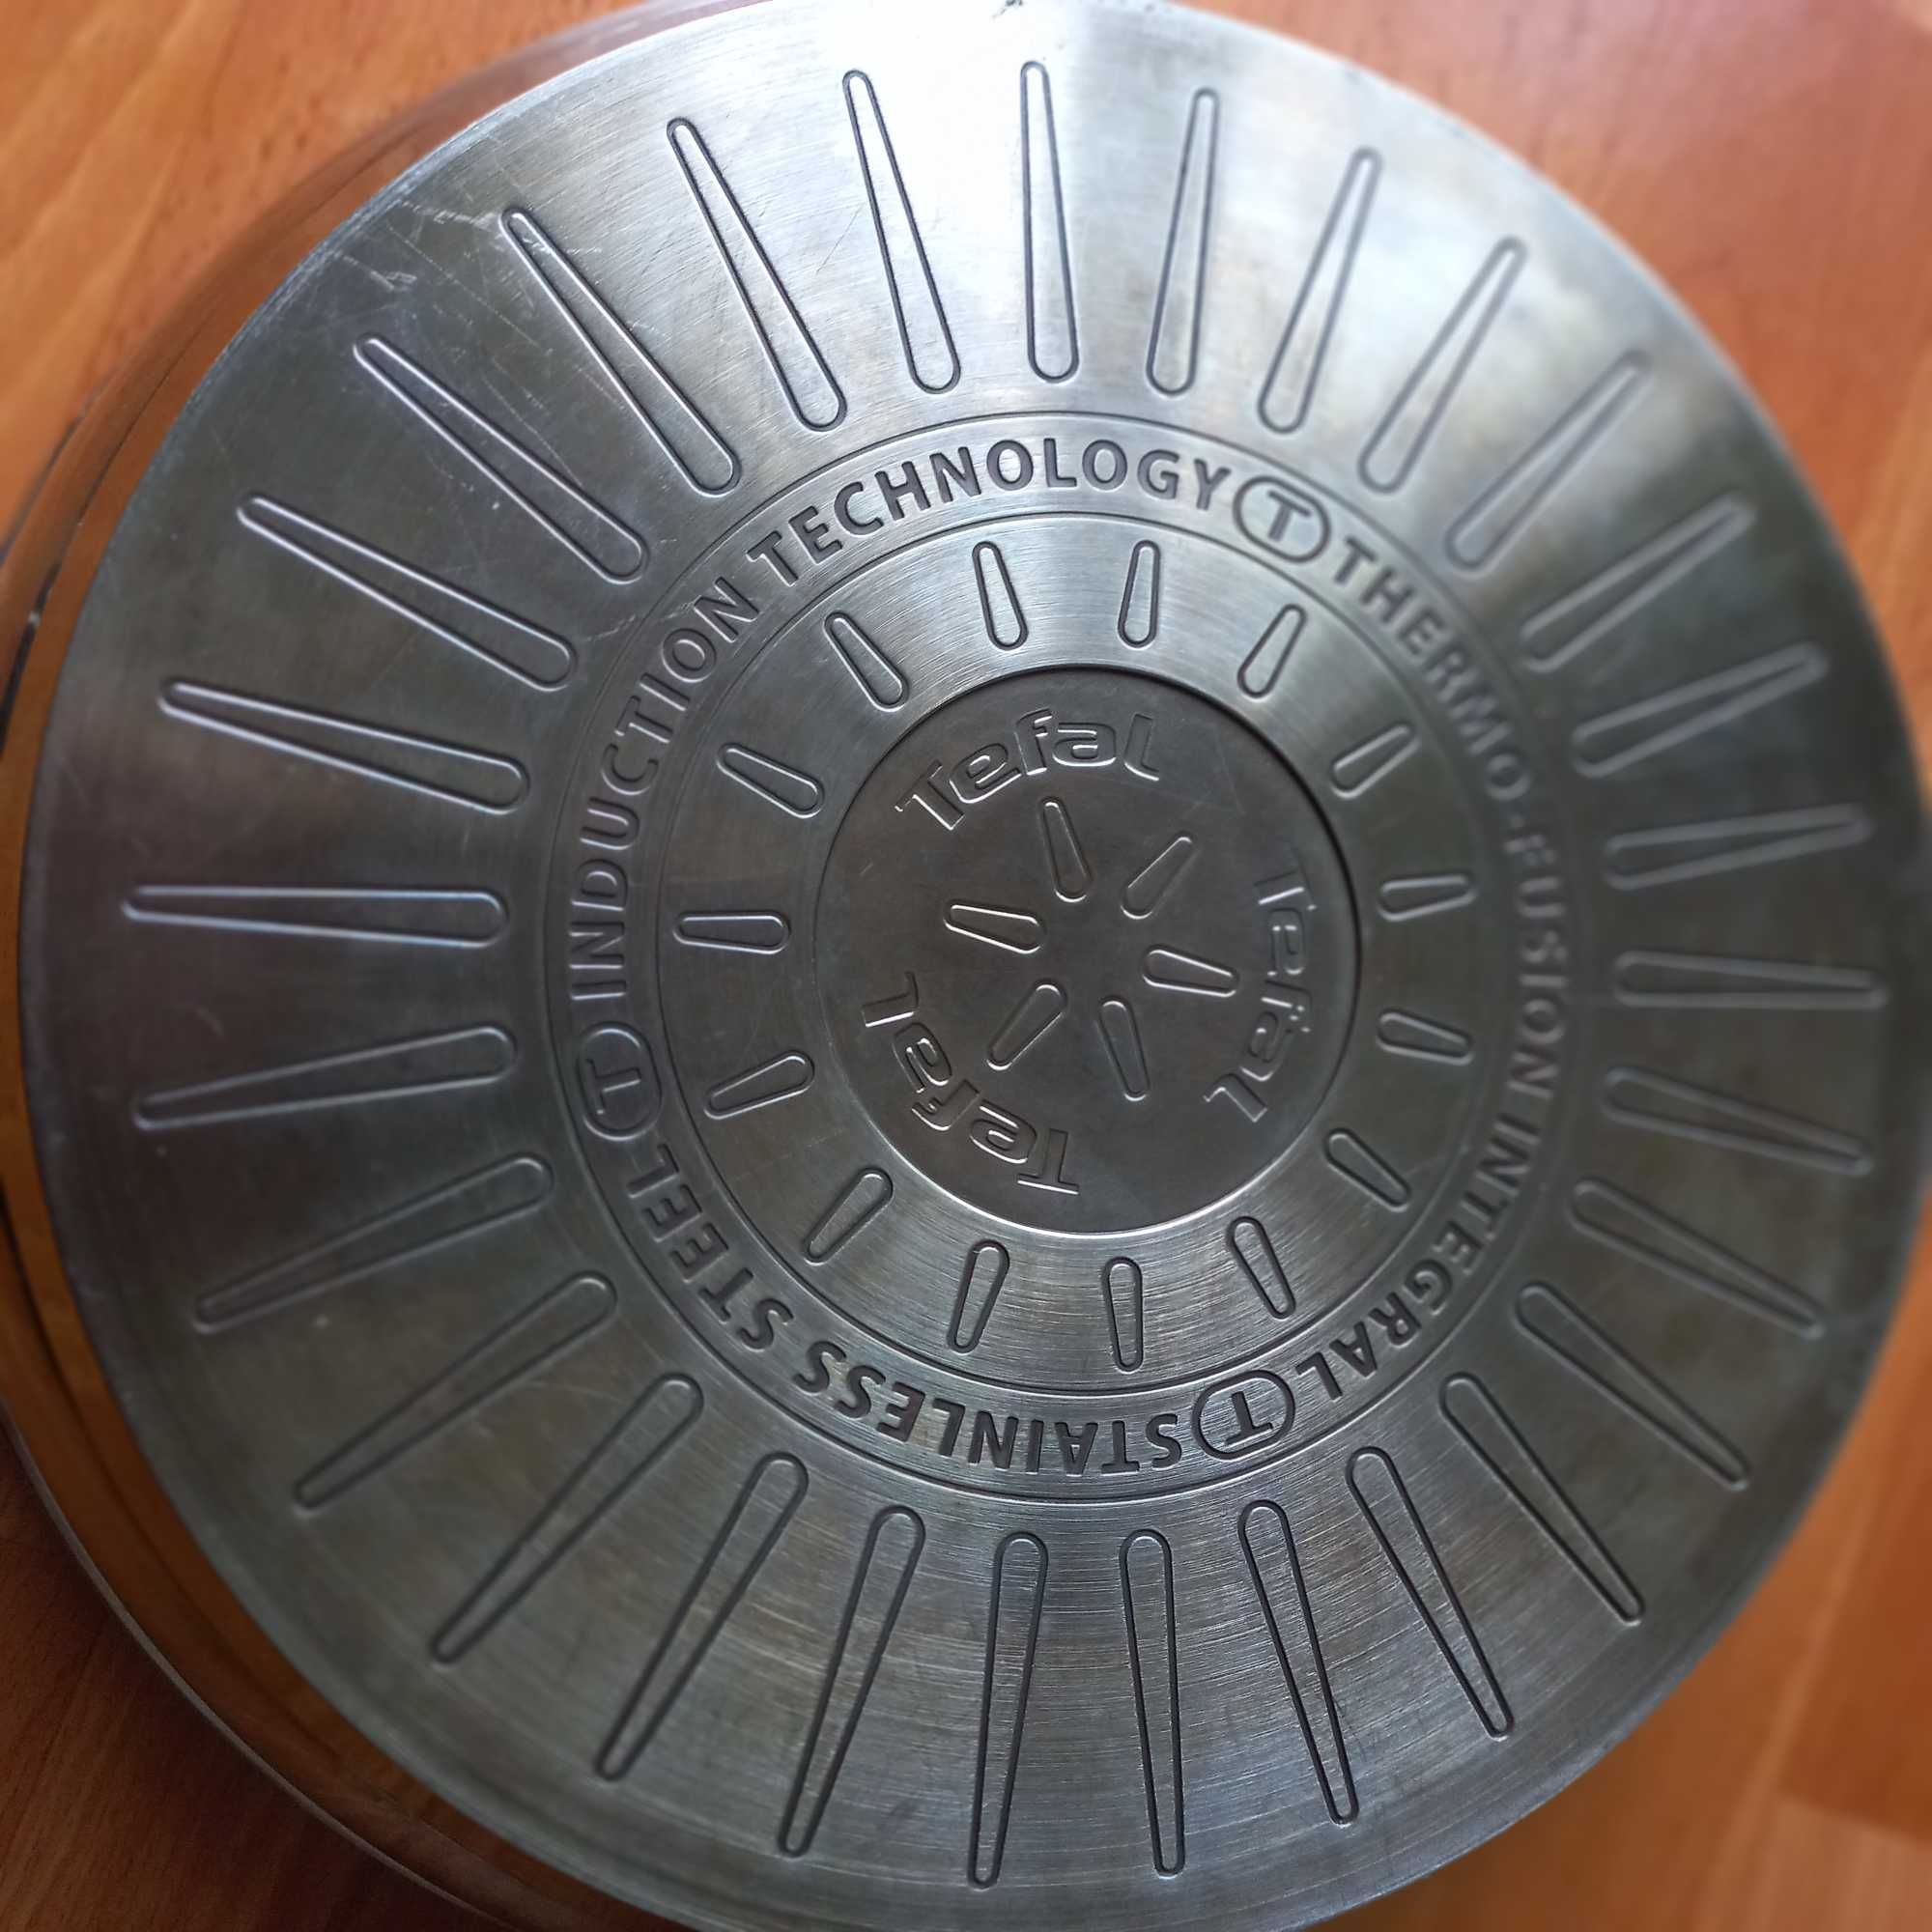 INDUCTION TECHNOLOGY T THERMO-FUSION INTEGRAL T STAINLESS STEEL T
Tefal
Tefal
Tefal